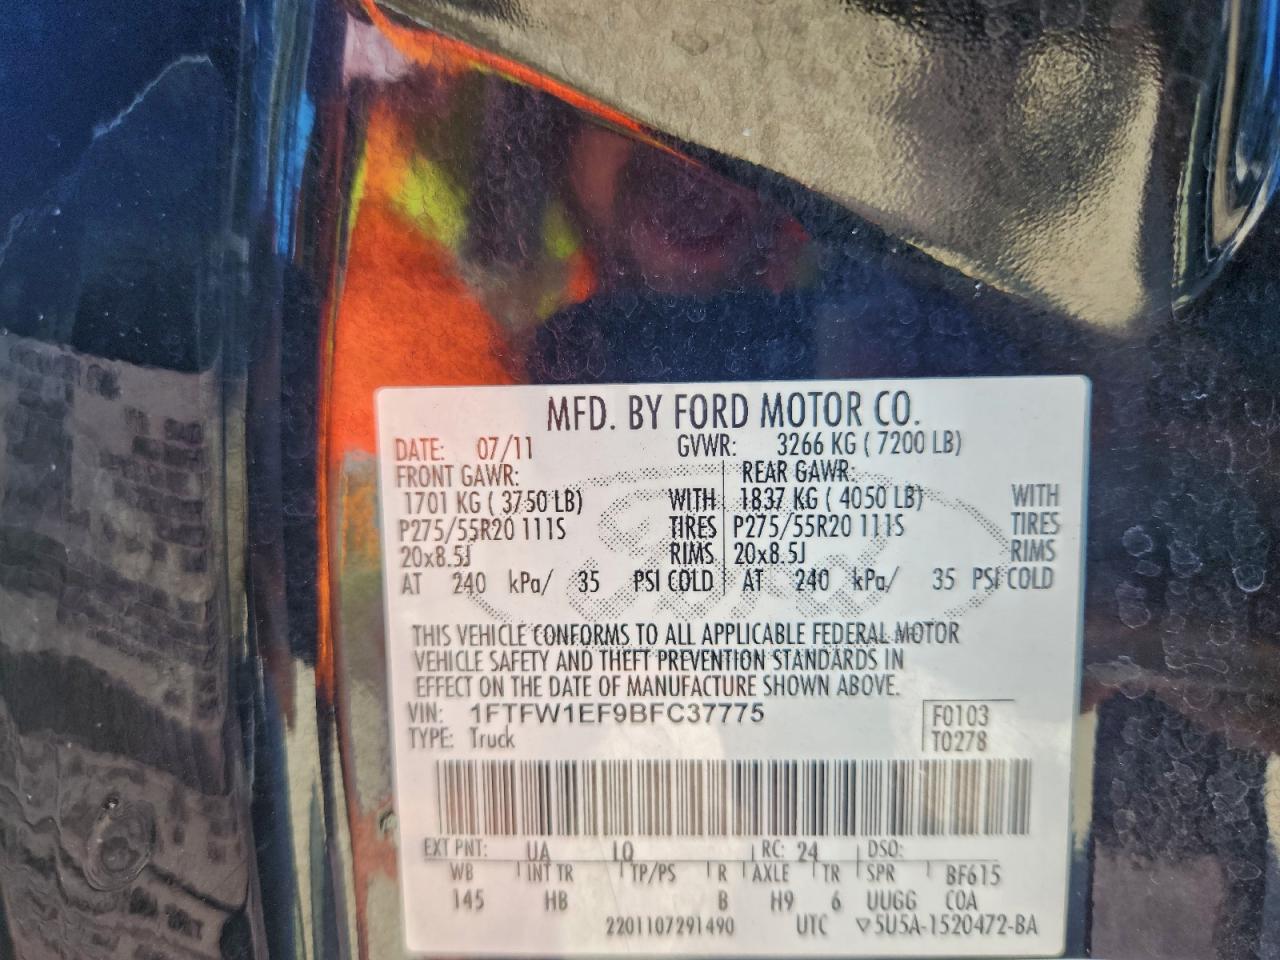 MFD. BY FORD MOTOR CO.
DATE: 07/11 GVWR: 3266 KG ( 7200 LB)
FRONT GAWR: REAR GAWR:
1701 KG ( 3750 LB) WITH 1837 KG ( 4050 LB) WITH
P275/55R20 111S TIRES P275/55R20 111S TIRES
20x8.5J RIMS 20x8.5J RIMS
AT 240 kPa/ 35 PSI COLD AT 240 kPa/ 35 PSI COLD
THIS VEHICLE CONFORMS TO ALL APPLICABLE FEDERAL MOTOR
VEHICLE SAFETY AND THEFT PREVENTION STANDARDS IN
EFFECT ON THE DATE OF MANUFACTURE SHOWN ABOVE.
VIN: 1FTFW1EF9BFC37775 F0103
TYPE: Truck T0278
EXT PNT: UA LO RC: 24 DSO:
WB INT TR TP/PS R AXLE TR SPR BF615
145 HB B H9 6 UUGG COA
2201107291490 UTC ▽5U5A-1520472-BA